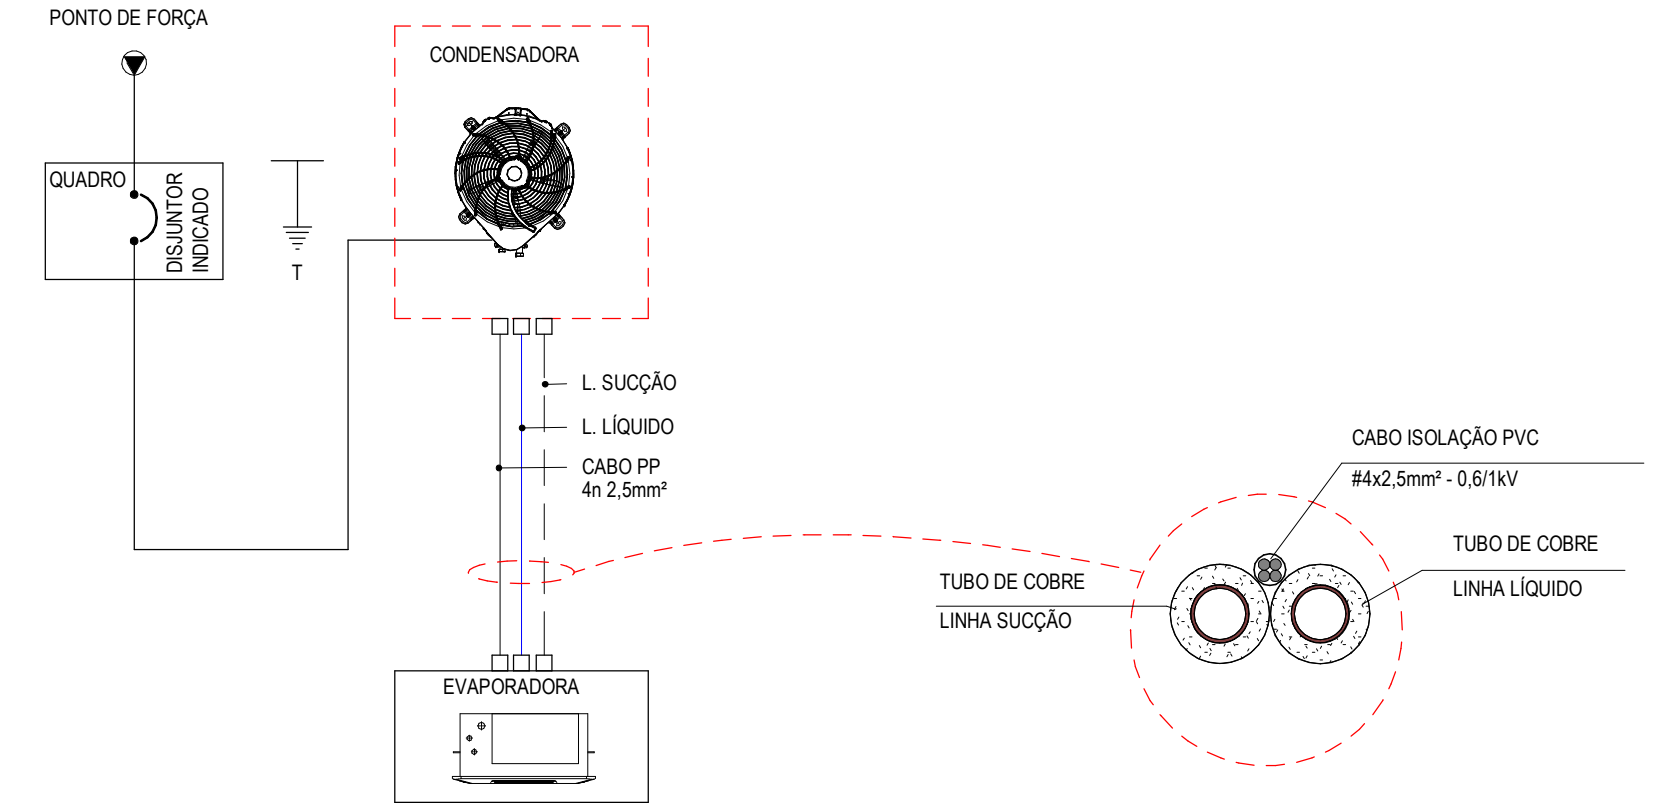 PONTO DE FORÇA
CONDENSADORA
QUADRO
DISJUNTOR
INDICADO
T
L. SUCÇÃO
L. LÍQUIDO
CABO PP
4n 2,5mm²
CABO ISOLAÇÃO PVC
#4x2,5mm² - 0,6/1kV
TUBO DE COBRE
LINHA LÍQUIDO
TUBO DE COBRE
LINHA SUCÇÃO
EVAPORADORA